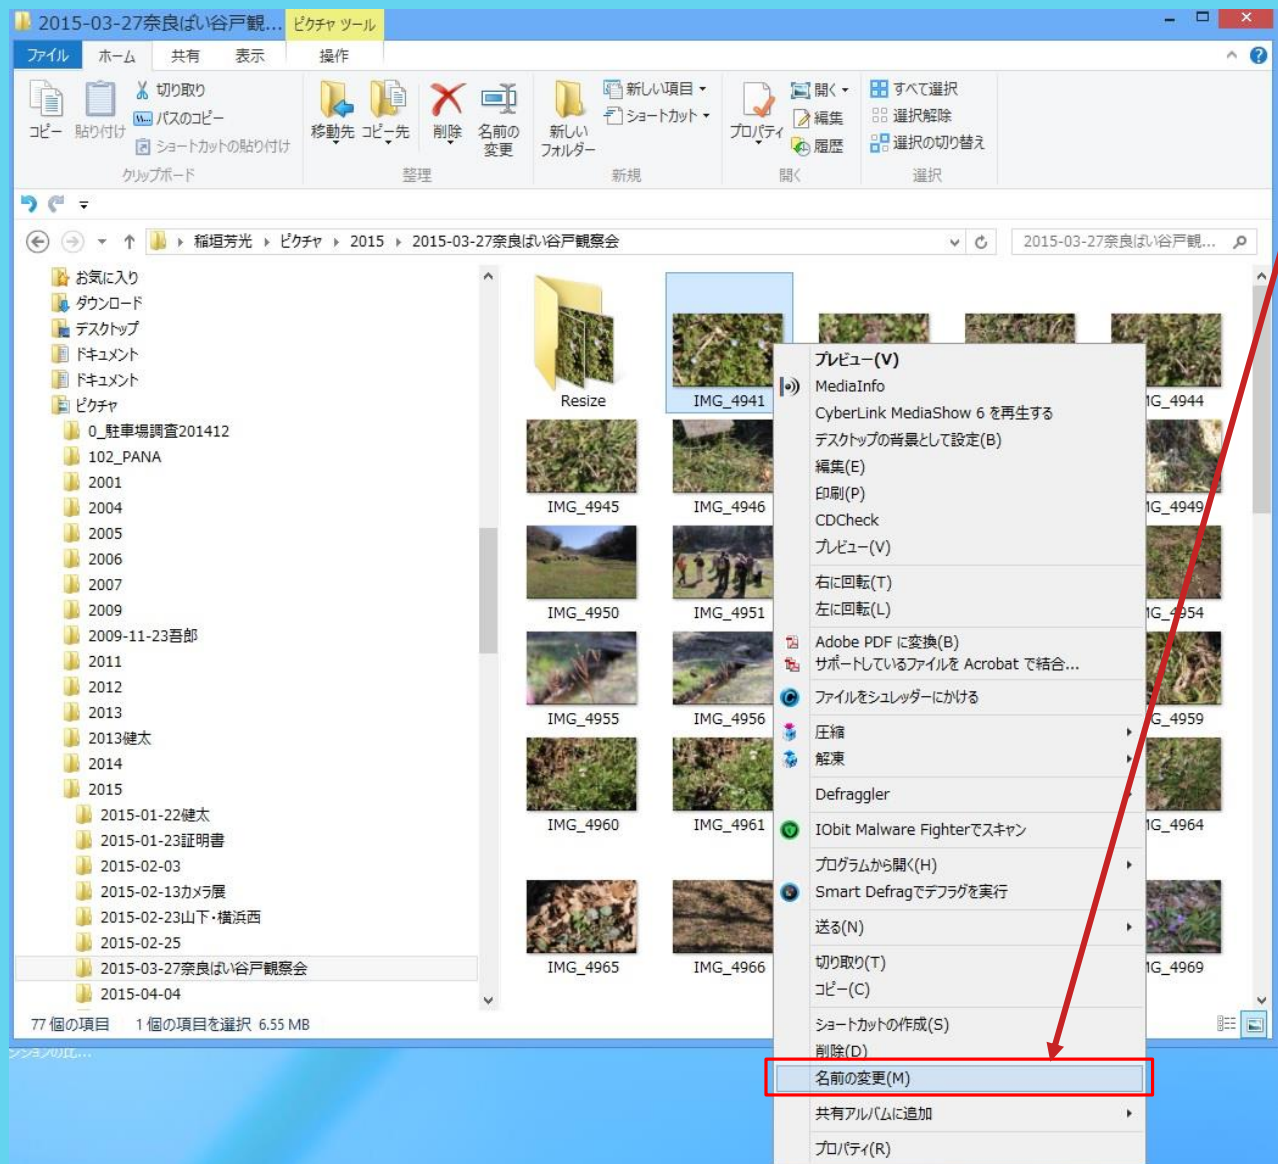 2015-03-27奈良ばい谷戸観... ピクチャ ツール
ファイル ホーム 共有 表示 操作
コピー
貼り付け
切り取り
パスのコピー
ショートカットの貼り付け
クリップボード
移動先
コピー先
削除
名前の
変更
整理
新しい
フォルダー
新しい項目
ショートカット
新規
プロパティ
開く
編集
履歴
開く
すべて選択
選択解除
選択の切り替え
選択
稲垣芳光 ピクチャ 2015 2015-03-27奈良ばい谷戸観察会
2015-03-27奈良ばい谷戸観...
お気に入り
ダウンロード
デスクトップ
ドキュメント
ドキュメント
ピクチャ
0_駐車場調査201412
102_PANA
2001
2004
2005
2006
2007
2009
2009-11-23吾郎
2011
2012
2013
2013健太
2014
2015
2015-01-22健太
2015-01-23証明書
2015-02-03
2015-02-13カメラ展
2015-02-23山下・横浜西
2015-02-25
2015-03-27奈良ばい谷戸観察会
2015-04-04
Resize IMG_4941 IG_4944
IMG_4945 IMG_4946 IG_4949
IMG_4950 IMG_4951 IG_4954
IMG_4955 IMG_4956 G_4959
IMG_4960 IMG_4961 G_4964
IMG_4965 IMG_4966 IG_4969
プレビュー(V)
MediaInfo
CyberLink MediaShow 6 を再生する
デスクトップの背景として設定(B)
編集(E)
印刷(P)
CDCheck
プレビュー(V)
右に回転(T)
左に回転(L)
Adobe PDF に変換(B)
サポートしているファイルを Acrobat で結合...
ファイルをシュレッダーにかける
圧縮
解凍
Defraggler
IObit Malware Fighterでスキャン
プログラムから開く(H)
Smart Defragでデフラグを実行
送る(N)
切り取り(T)
コピー(C)
ショートカットの作成(S)
削除(D)
名前の変更(M)
共有アルバムに追加
プロパティ(R)
77 個の項目 1 個の項目を選択 6.55 MB